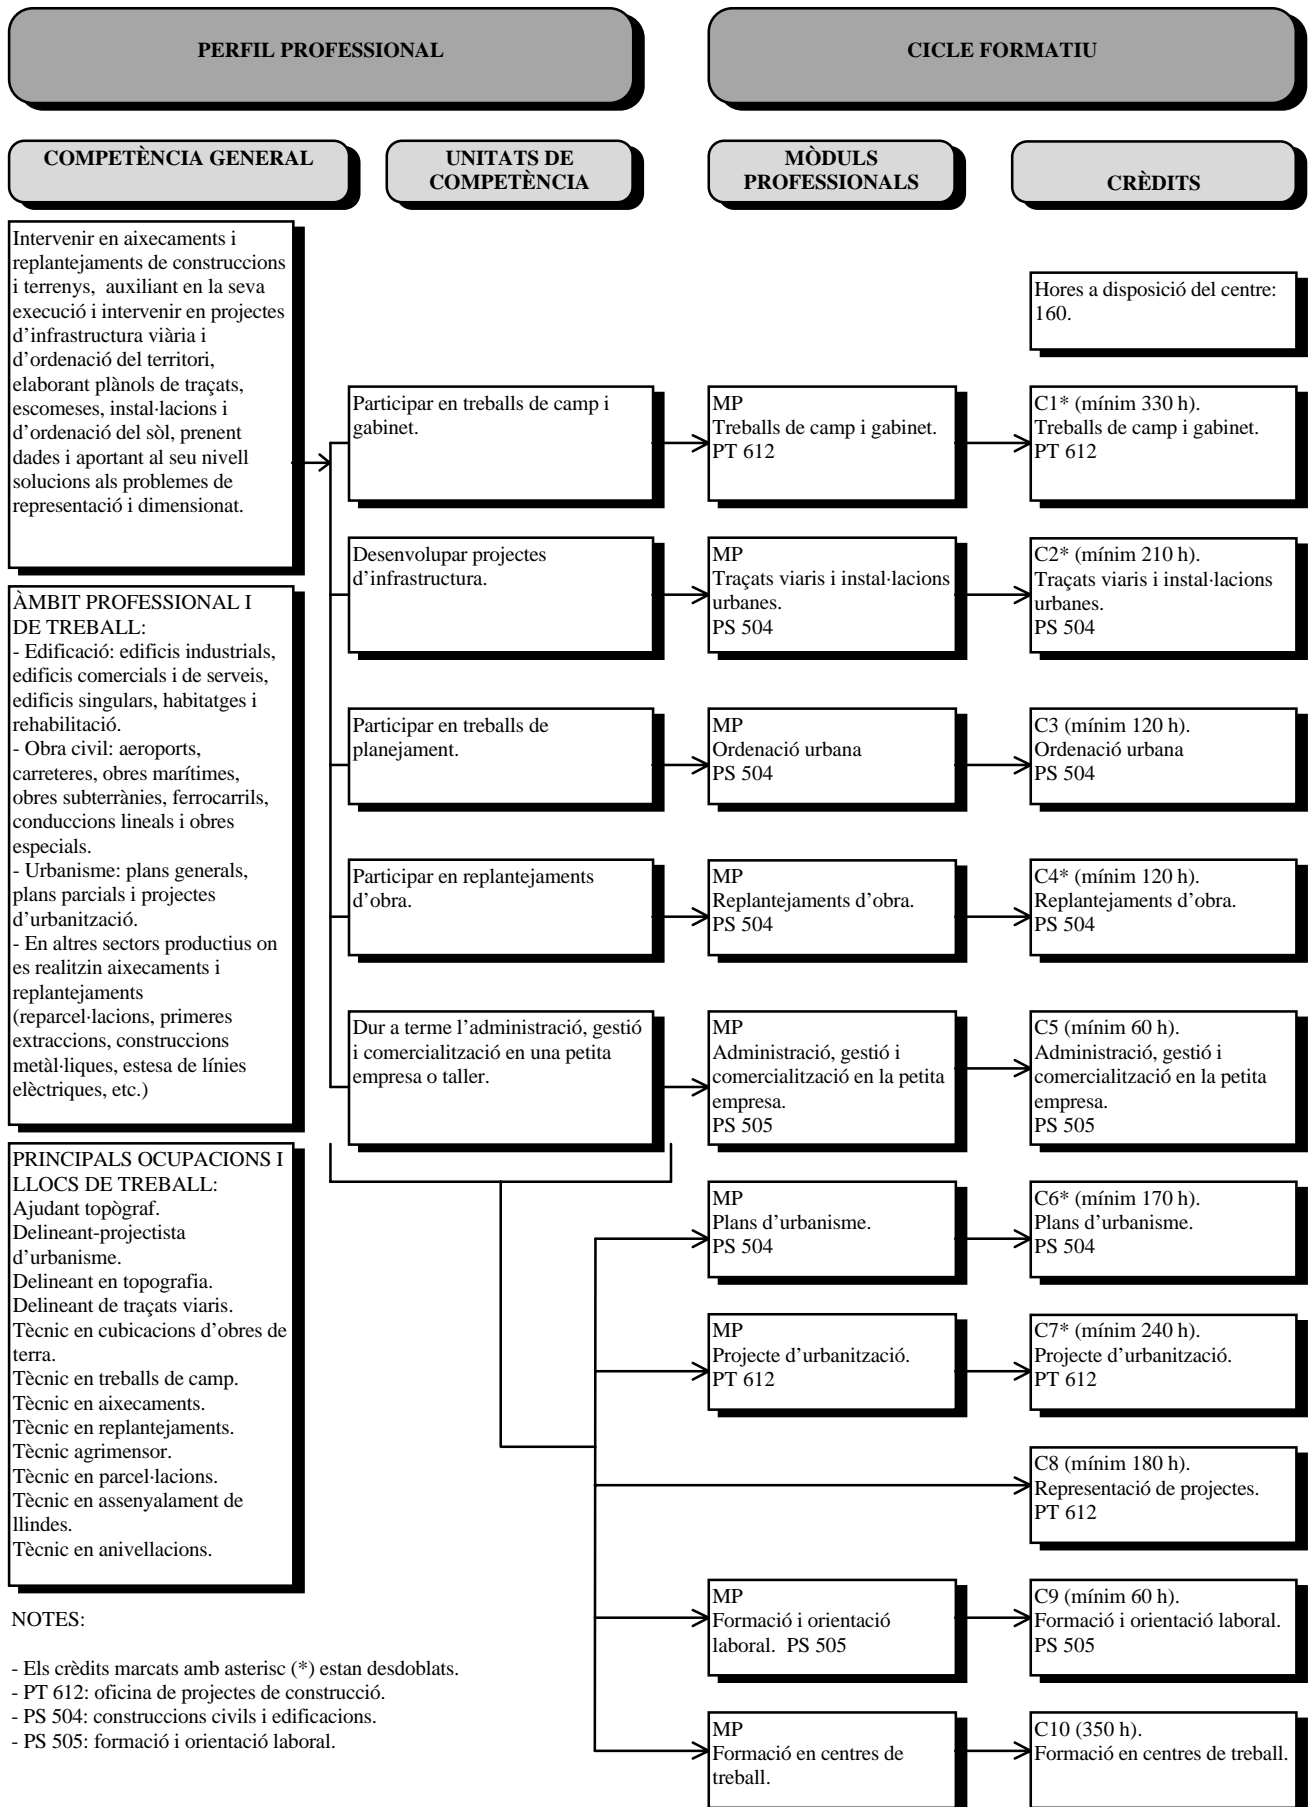 PERFIL PROFESSIONAL
CICLE FORMATIU
COMPETÈNCIA GENERAL
UNITATS DE
COMPETÈNCIA
MÒDULS
PROFESSIONALS
CRÈDITS
Intervenir en aixecaments i
replantejaments de construccions
i terrenys, auxiliant en la seva
execució i intervenir en projectes
d’infrastructura viària i
d’ordenació del territori,
elaborant plànols de traçats,
escomeses, instal·lacions i
d’ordenació del sòl, prenent
dades i aportant al seu nivell
solucions als problemes de
representació i dimensionat.
ÀMBIT PROFESSIONAL I
DE TREBALL:
- Edificació: edificis industrials,
edificis comercials i de serveis,
edificis singulars, habitatges i
rehabilitació.
- Obra civil: aeroports,
carreteres, obres marítimes,
obres subterrànies, ferrocarrils,
conduccions lineals i obres
especials.
- Urbanisme: plans generals,
plans parcials i projectes
d’urbanització.
- En altres sectors productius on
es realitzin aixecaments i
replantejaments
(reparcel·lacions, primeres
extraccions, construccions
metàl·liques, estesa de línies
elèctriques, etc.)
PRINCIPALS OCUPACIONS I
LLOCS DE TREBALL:
Ajudant topògraf.
Delineant-projectista
d’urbanisme.
Delineant en topografia.
Delineant de traçats viaris.
Tècnic en cubicacions d’obres de
terra.
Tècnic en treballs de camp.
Tècnic en aixecaments.
Tècnic en replantejaments.
Tècnic agrimensor.
Tècnic en parcel·lacions.
Tècnic en assenyalament de
llindes.
Tècnic en anivellacions.
Hores a disposició del centre:
160.
Participar en treballs de camp i
gabinet.
MP
Treballs de camp i gabinet.
PT 612
C1* (mínim 330 h).
Treballs de camp i gabinet.
PT 612
Desenvolupar projectes
d’infrastructura.
MP
Traçats viaris i instal·lacions
urbanes.
PS 504
C2* (mínim 210 h).
Traçats viaris i instal·lacions
urbanes.
PS 504
Participar en treballs de
planejament.
MP
Ordenació urbana
PS 504
C3 (mínim 120 h).
Ordenació urbana
PS 504
Participar en replantejaments
d’obra.
MP
Replantejaments d’obra.
PS 504
C4* (mínim 120 h).
Replantejaments d’obra.
PS 504
Dur a terme l’administració, gestió
i comercialització en una petita
empresa o taller.
MP
Administració, gestió i
comercialització en la petita
empresa.
PS 505
C5 (mínim 60 h).
Administració, gestió i
comercialització en la petita
empresa.
PS 505
MP
Plans d’urbanisme.
PS 504
C6* (mínim 170 h).
Plans d’urbanisme.
PS 504
MP
Projecte d’urbanització.
PT 612
C7* (mínim 240 h).
Projecte d’urbanització.
PT 612
C8 (mínim 180 h).
Representació de projectes.
PT 612
MP
Formació i orientació
laboral. PS 505
C9 (mínim 60 h).
Formació i orientació laboral.
PS 505
MP
Formació en centres de
treball.
C10 (350 h).
Formació en centres de treball.
NOTES:
- Els crèdits marcats amb asterisc (*) estan desdoblats.
- PT 612: oficina de projectes de construcció.
- PS 504: construccions civils i edificacions.
- PS 505: formació i orientació laboral.